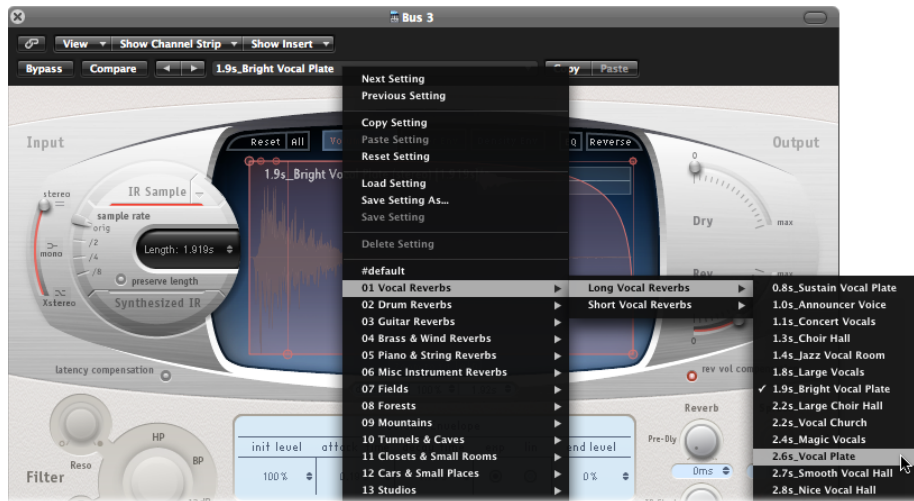 Bus 3
View
Show Channel Strip
Show Insert
Bypass
Compare
1.9s_Bright Vocal Plate
Paste
Next Setting
Previous Setting
Copy Setting
Paste Setting
Reset Setting
Load Setting
Save Setting As...
Save Setting
Delete Setting
#default
01 Vocal Reverbs
02 Drum Reverbs
03 Guitar Reverbs
04 Brass & Wind Reverbs
05 Piano & String Reverbs
06 Misc Instrument Reverbs
07 Fields
08 Forests
09 Mountains
10 Tunnels & Caves
11 Closets & Small Rooms
12 Cars & Small Places
13 Studios
Long Vocal Reverbs
Short Vocal Reverbs
0.8s_Sustain Vocal Plate
1.0s_Announcer Voice
1.1s_Concert Vocals
1.3s_Choir Hall
1.4s_Jazz Vocal Room
1.8s_Large Vocals
✓ 1.9s_Bright Vocal Plate
2.2s_Large Choir Hall
2.2s_Vocal Church
2.4s_Magic Vocals
2.6s_Vocal Plate
2.7s_Smooth Vocal Hall
2.8s_Nice Vocal Hall
Input
Reset All
Reverse
Output
1.9s_Bright
stereo
IR Sample
sample rate
orig
/2
/4
/8
mono
Length: 1.919s
preserve length
Xstereo
Synthesized IR
latency compensation
0
Dry
max
max
0
rev vol
Reverb
Pre-Dly
0ms
HP
BP
Reso
Filter
init level
100%
level
0%